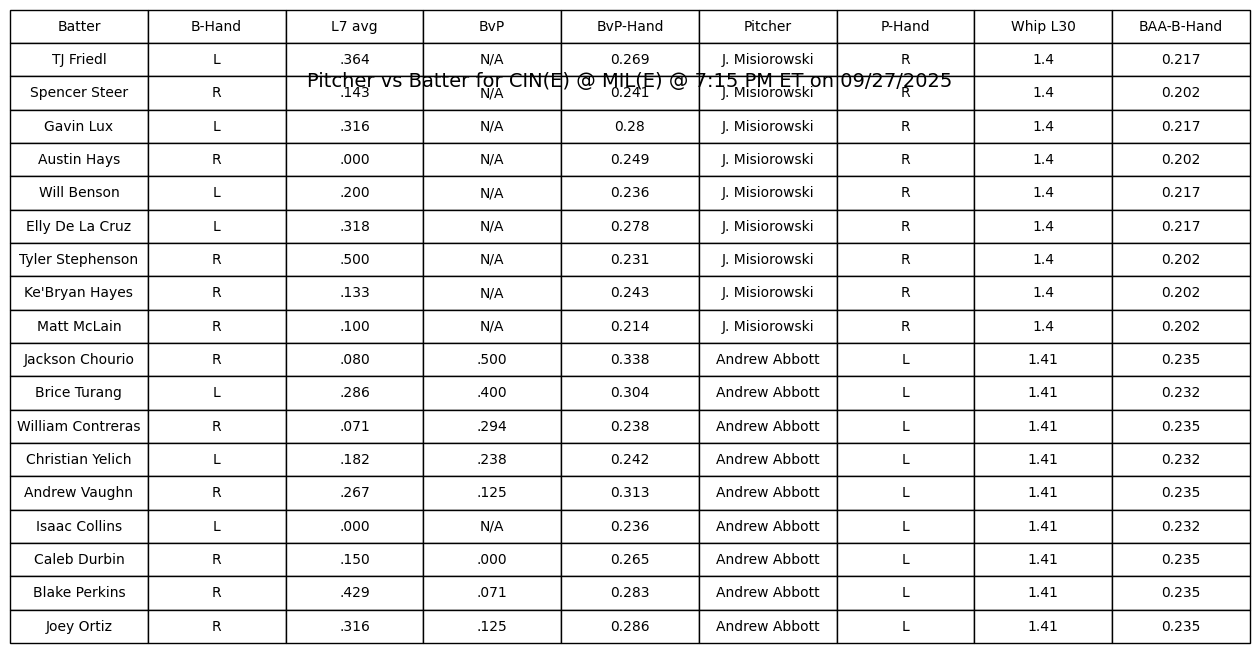 Batter B-Hand L7 avg BvP BvP-Hand Pitcher P-Hand Whip L30 BAA-B-Hand
TJ Friedl L .364 N/A 0.269 J. Misiorowski R 1.4 0.217
Pitcher vs Batter for CIN(E) @ MIL(E) @ 7:15 PM ET on 09/27/2025
Spencer Steer R .143 N/A 0.241 J. Misiorowski R 1.4 0.202
Gavin Lux L .316 N/A 0.28 J. Misiorowski R 1.4 0.217
Austin Hays R .000 N/A 0.249 J. Misiorowski R 1.4 0.202
Will Benson L .200 N/A 0.236 J. Misiorowski R 1.4 0.217
Elly De La Cruz L .318 N/A 0.278 J. Misiorowski R 1.4 0.217
Tyler Stephenson R .500 N/A 0.231 J. Misiorowski R 1.4 0.202
Ke'Bryan Hayes R .133 N/A 0.243 J. Misiorowski R 1.4 0.202
Matt McLain R .100 N/A 0.214 J. Misiorowski R 1.4 0.202
Jackson Chourio R .080 .500 0.338 Andrew Abbott L 1.41 0.235
Brice Turang L .286 .400 0.304 Andrew Abbott L 1.41 0.232
William Contreras R .071 .294 0.238 Andrew Abbott L 1.41 0.235
Christian Yelich L .182 .238 0.242 Andrew Abbott L 1.41 0.232
Andrew Vaughn R .267 .125 0.313 Andrew Abbott L 1.41 0.235
Isaac Collins L .000 N/A 0.236 Andrew Abbott L 1.41 0.232
Caleb Durbin R .150 .000 0.265 Andrew Abbott L 1.41 0.235
Blake Perkins R .429 .071 0.283 Andrew Abbott L 1.41 0.235
Joey Ortiz R .316 .125 0.286 Andrew Abbott L 1.41 0.235